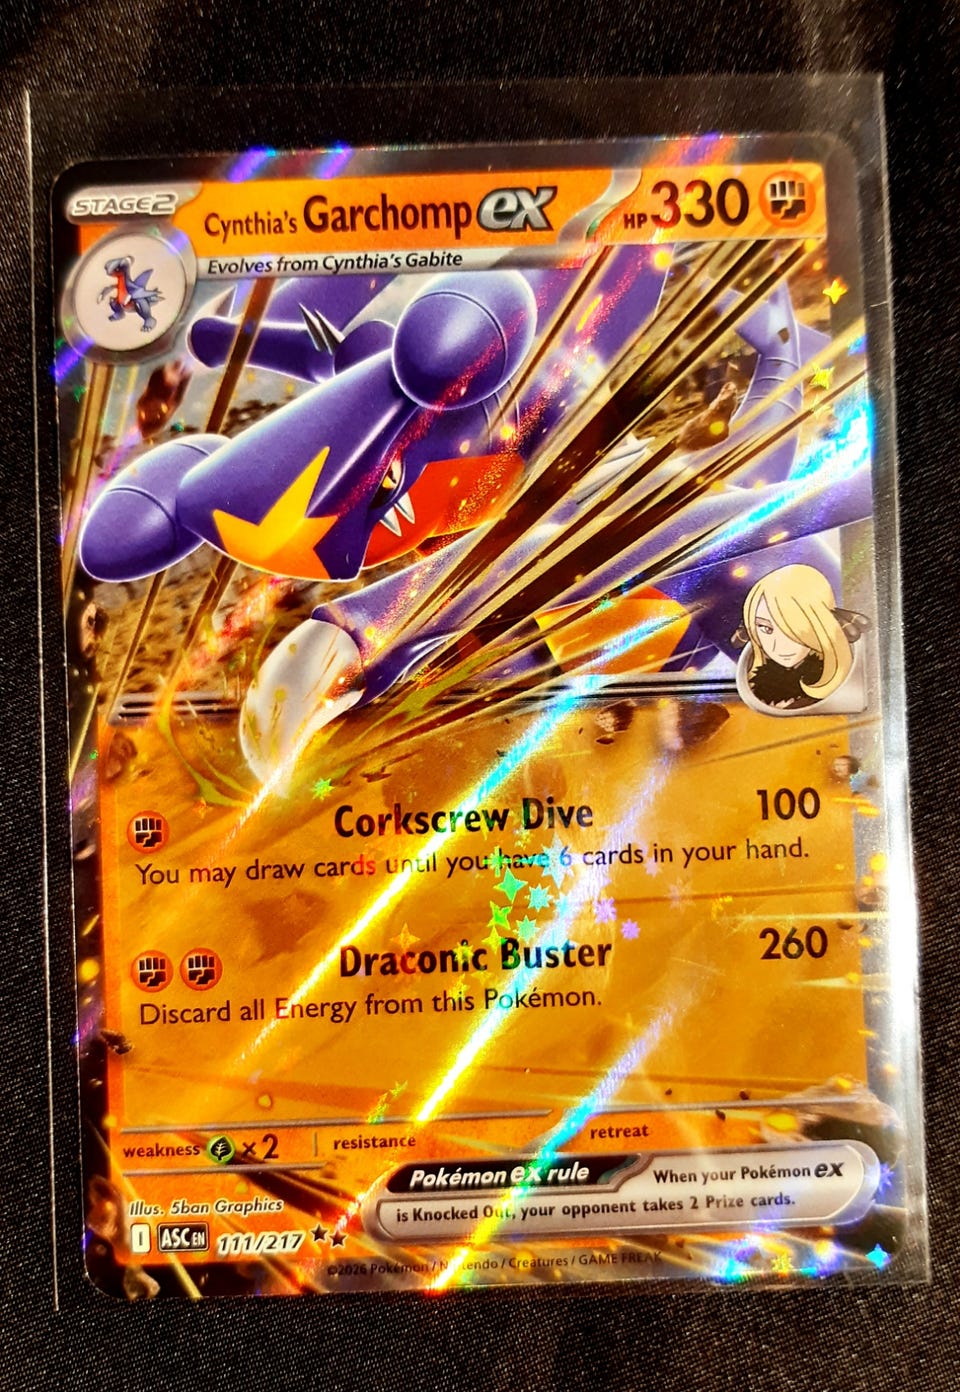 STAGE2
Cynthia's Garchomp ex HP 330
Evolves from Cynthia's Gabite
Corkscrew Dive 100
You may draw cards until you have 6 cards in your hand.
Draconic Buster 260
Discard all Energy from this Pokémon.
weakness ×2 resistance retreat
Pokémon ex rule When your Pokémon ex
is Knocked Out, your opponent takes 2 Prize cards.
Illus. 5ban Graphics
I ASC EN 111/217 ★★
©2026 Pokémon / Nintendo / Creatures / GAME FREAK